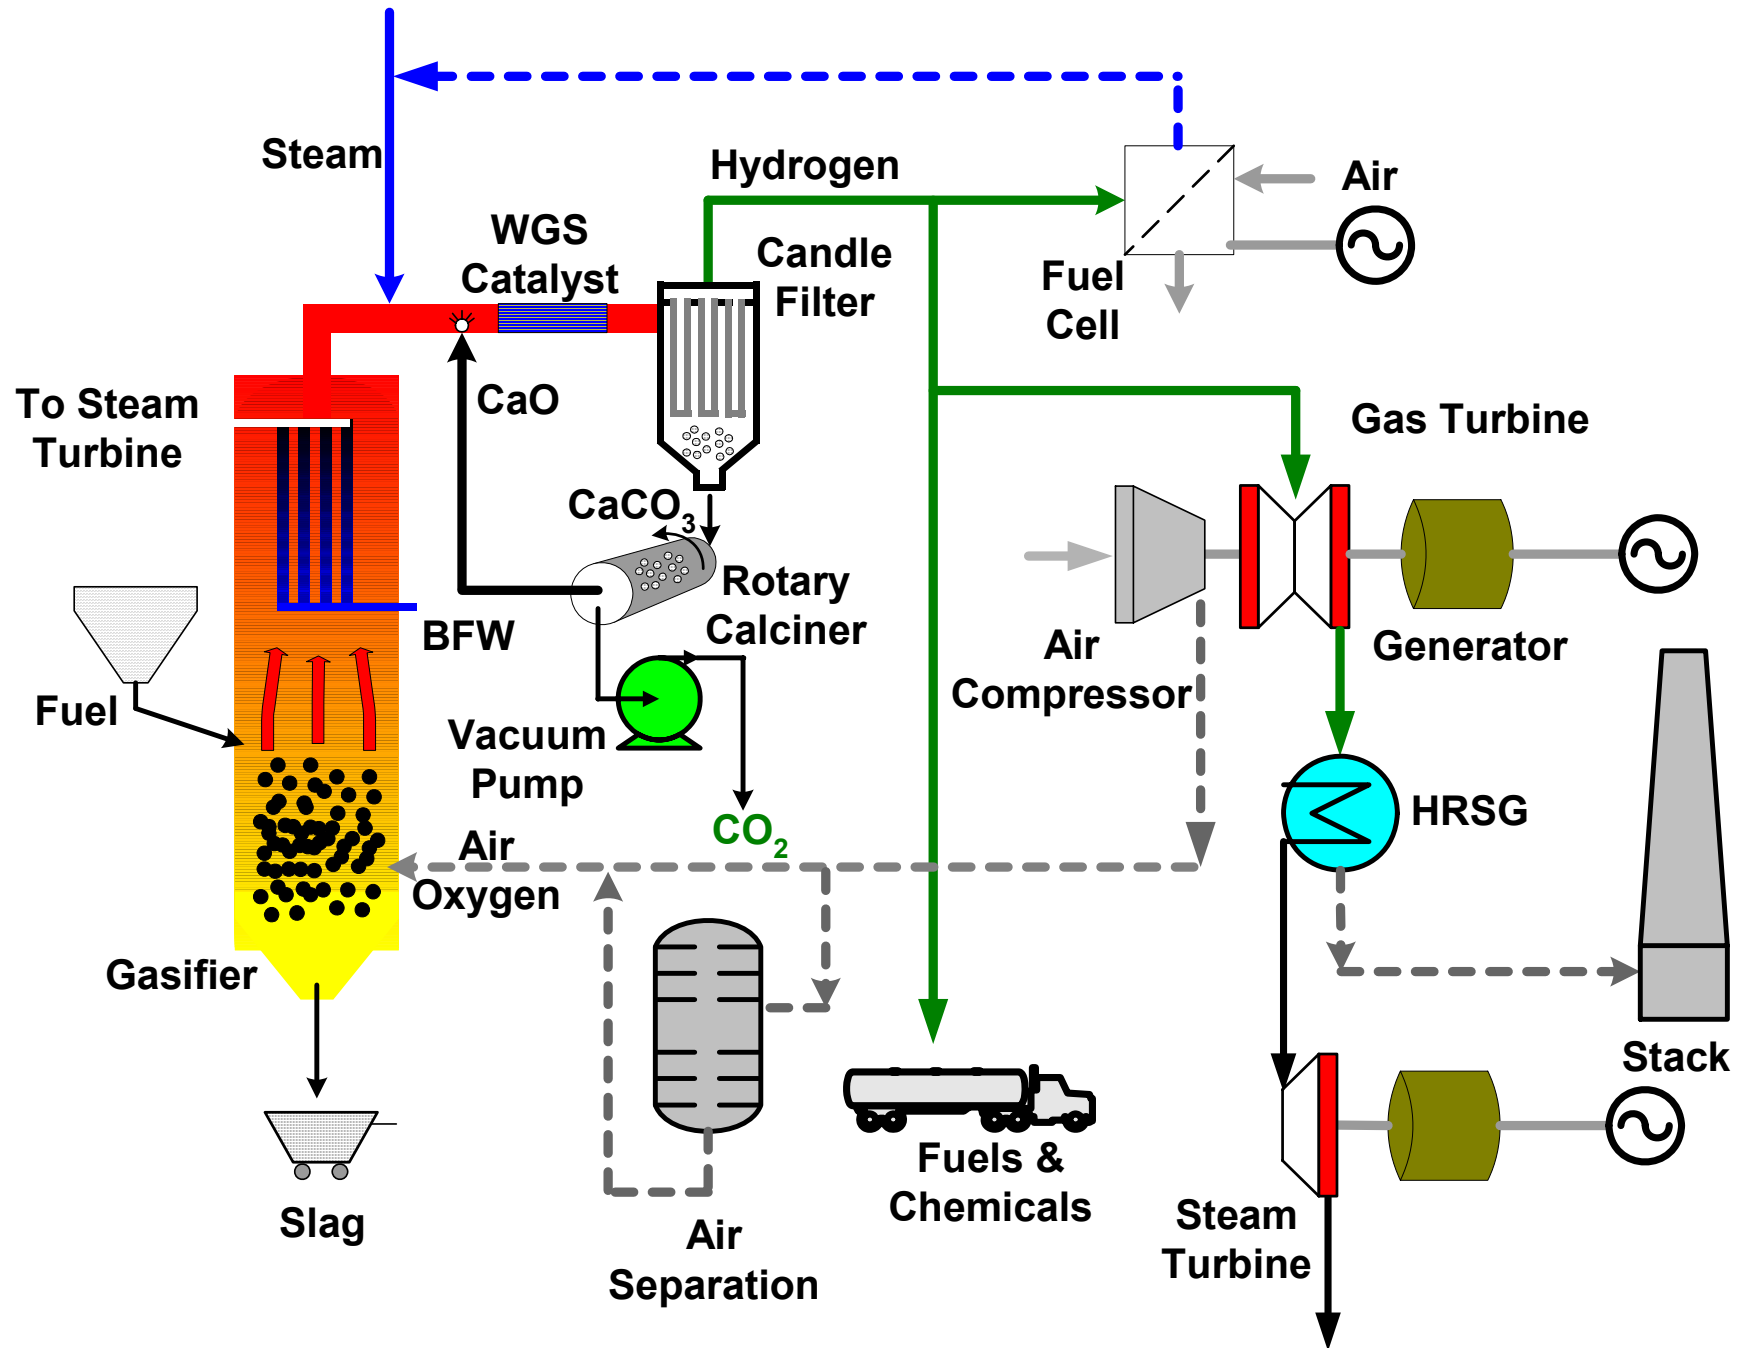 Steam
Hydrogen
Air
WGS
Catalyst
Candle
Filter
Fuel
Cell
To Steam
Turbine
CaO
Gas Turbine
CaCO3
Rotary
Calciner
BFW
Air
Compressor
Generator
Fuel
Vacuum
Pump
CO2
HRSG
Air
Oxygen
Gasifier
Stack
Fuels &
Chemicals
Slag
Air
Separation
Steam
Turbine